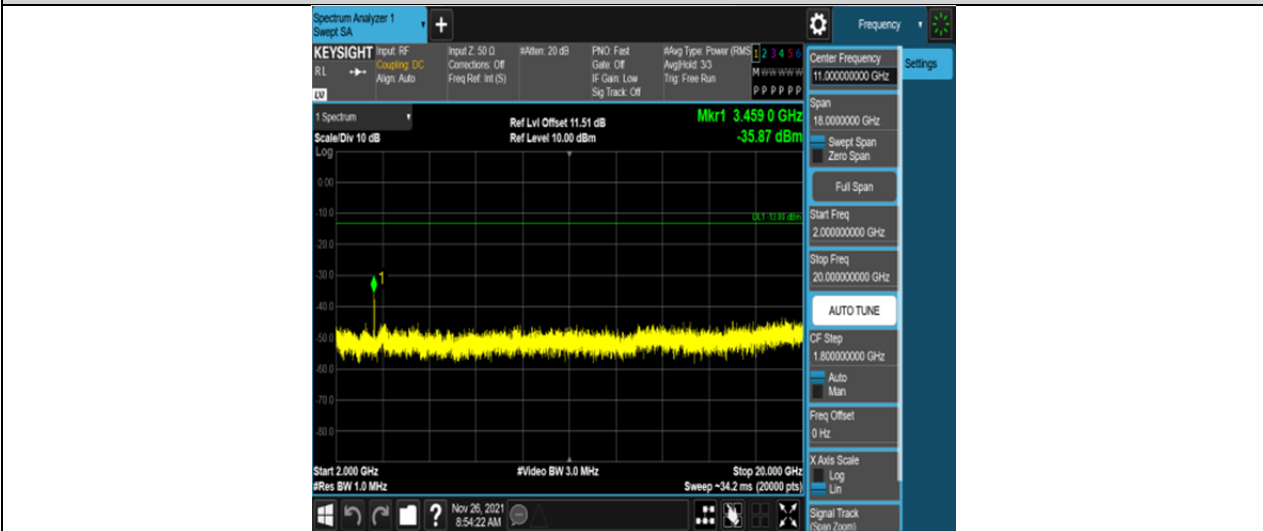 Spectrum Analyzer 1
Swept SA
+
Frequency
KEYSIGHT
RL
LW
Input: RF
Coupling: DC
Align: Auto
Input Z: 50 Ω
Corrections: Off
Freq Ref: Int (S)
#Atten: 20 dB
PNO: Fast
Gate: Off
IF Gain: Low
Sig Track: Off
#Avg Type: Power (RMS
Avg|Hold: 3/3
Trig: Free Run
1 2 3 4 5 6
M W W W W W
P P P P P P
1 Spectrum
Scale/Div 10 dB
Ref Lvl Offset 11.51 dB
Ref Level 10.00 dBm
Mkr1 3.459 0 GHz
-35.87 dBm
Log
0.00
-10.0
DL1 -13.00 dBm
-20.0
-30.0
1
-40.0
-50.0
-60.0
-70.0
-80.0
Start 2.000 GHz
#Res BW 1.0 MHz
#Video BW 3.0 MHz
Stop 20.000 GHz
Sweep ~34.2 ms (20000 pts)
?
Nov 26, 2021
8:54:22 AM
Center Frequency
11.000000000 GHz
Settings
Span
18.0000000 GHz
Swept Span
Zero Span
Full Span
Start Freq
2.000000000 GHz
Stop Freq
20.000000000 GHz
AUTO TUNE
CF Step
1.800000000 GHz
Auto
Man
Freq Offset
0 Hz
X Axis Scale
Log
Lin
Signal Track
(Span Zoom)